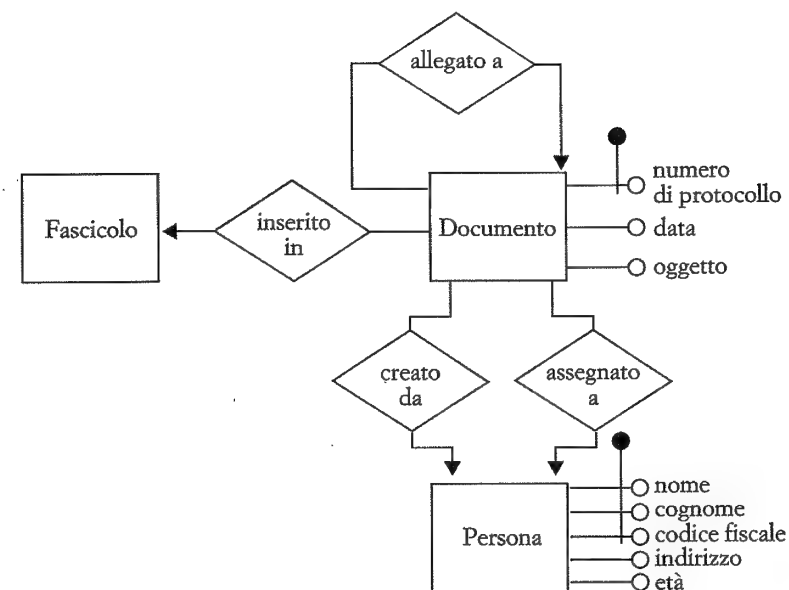 allegato a
numero
di protocollo
Fascicolo
inserito
in
Documento
data
oggetto
creato
da
assegnato
a
Persona
nome
cognome
codice fiscale
indirizzo
età